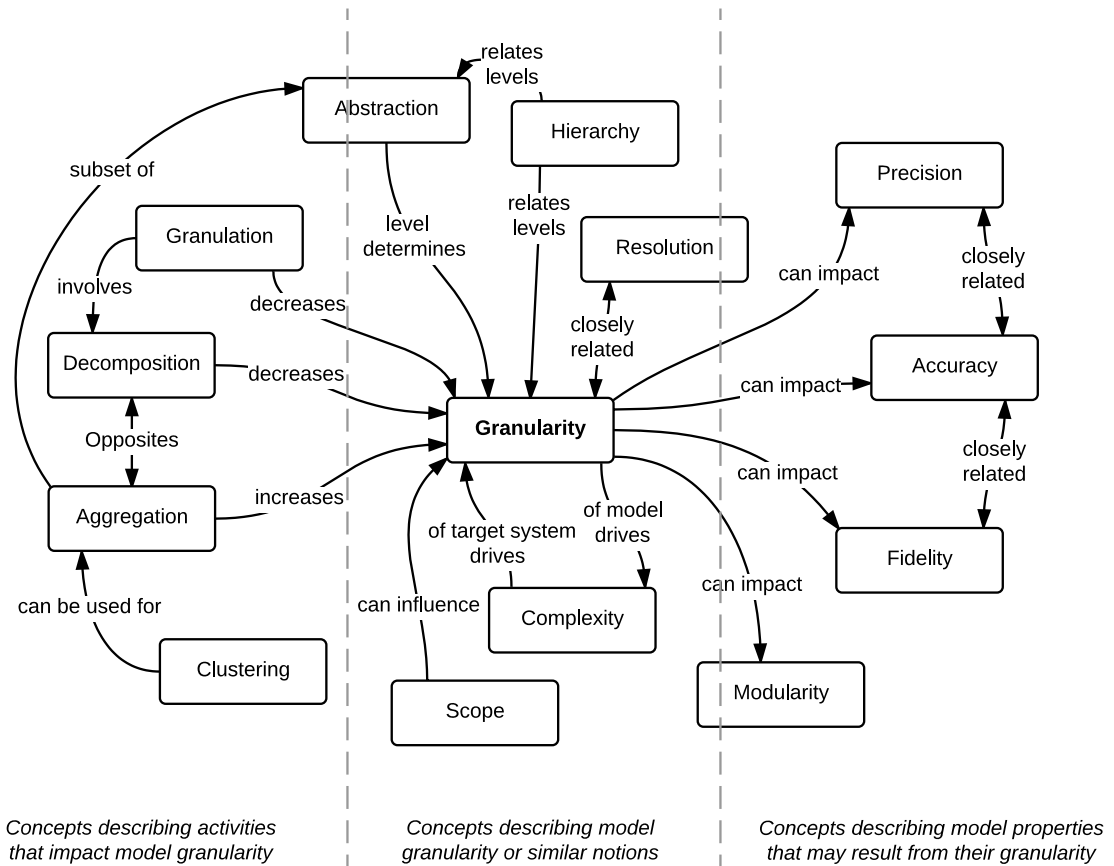 relates
levels
Abstraction
Hierarchy
subset of
Precision
relates
levels
level
determines
Granulation
Resolution
closely
related
can impact
involves
decreases
closely
related
Decomposition
decreases
Accuracy
can impact
Opposites
Granularity
closely
related
can impact
increases
Aggregation
of target system
drives
of model
drives
Fidelity
can be used for
can influence
can impact
Complexity
Clustering
Modularity
Scope
Concepts describing activities
that impact model granularity
Concepts describing model
granularity or similar notions
Concepts describing model properties
that may result from their granularity